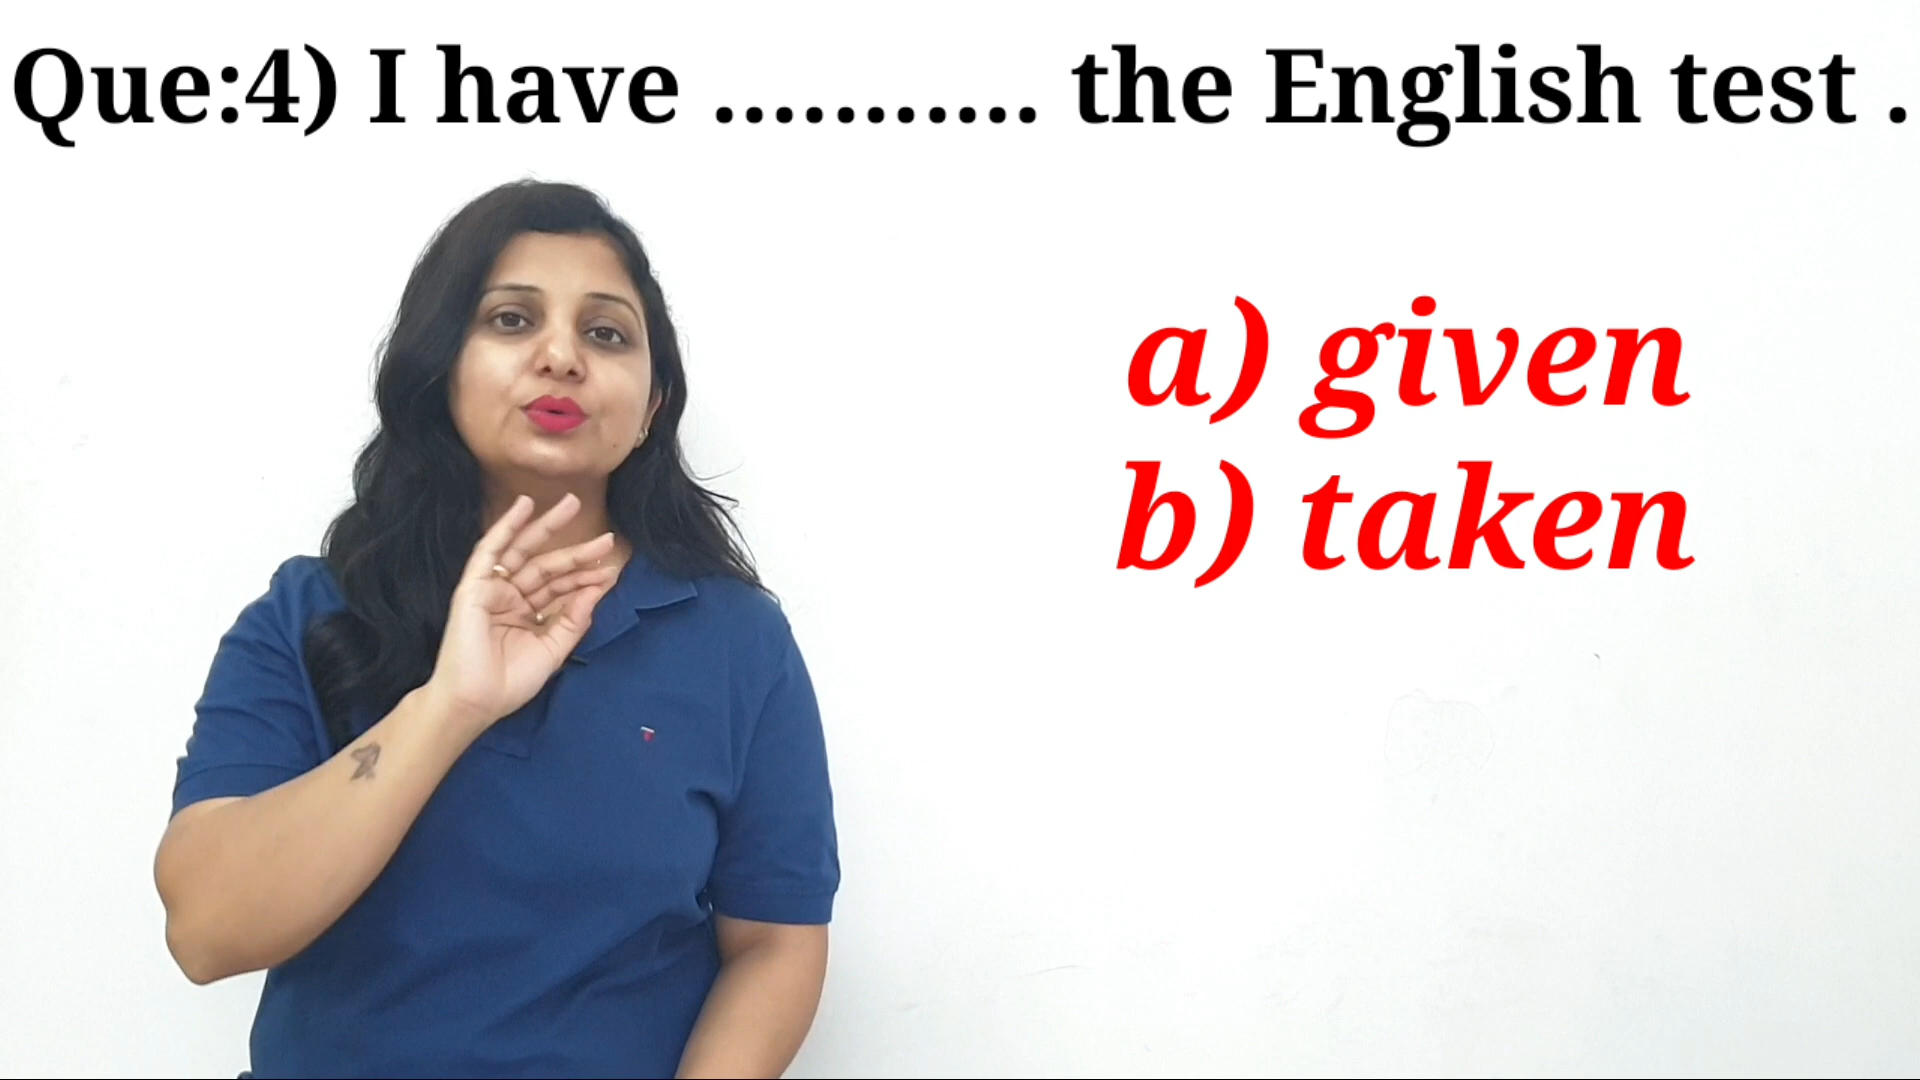 Que:4) I have ........... the English test .
a) given
b) taken